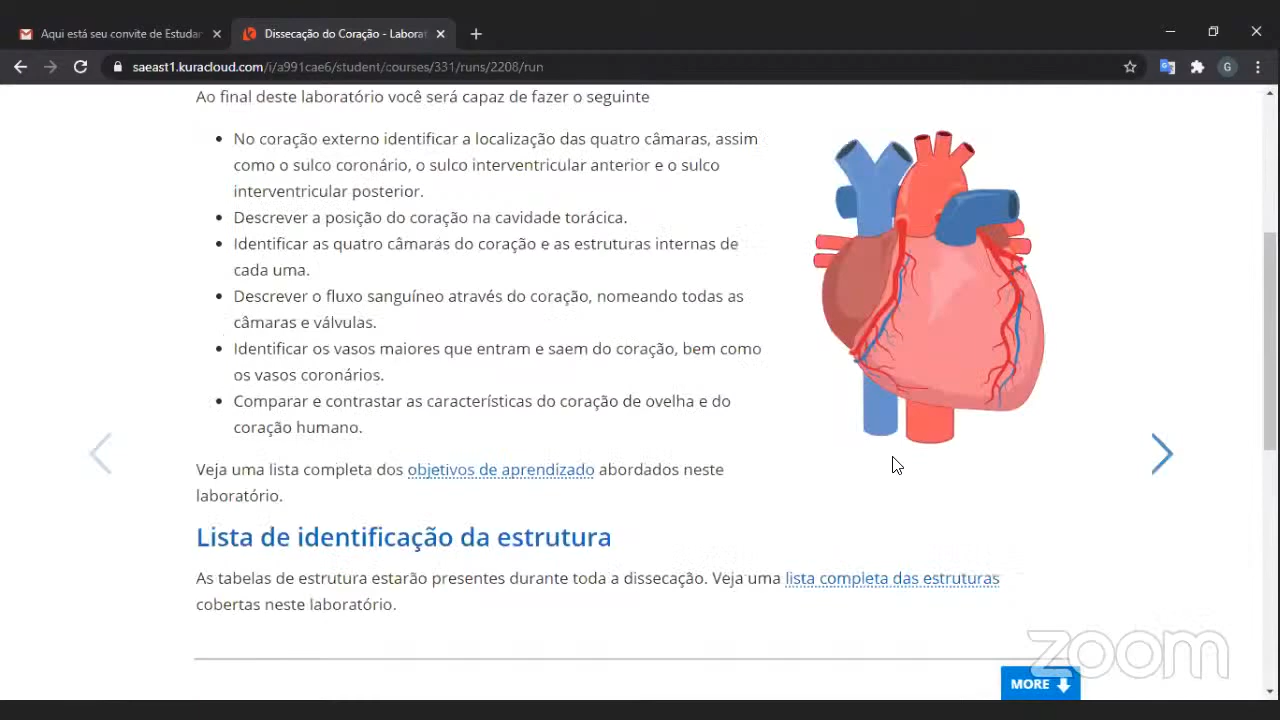 Aqui está seu convite de Estudan
Dissecação do Coração - Laborat
saeast1.kuracloud.com/i/a991cae6/student/courses/331/runs/2208/run
G
Ao final deste laboratório você será capaz de fazer o seguinte
No coração externo identificar a localização das quatro câmaras, assim
como o sulco coronário, o sulco interventricular anterior e o sulco
interventricular posterior.
Descrever a posição do coração na cavidade torácica.
Identificar as quatro câmaras do coração e as estruturas internas de
cada uma.
Descrever o fluxo sanguíneo através do coração, nomeando todas as
câmaras e válvulas.
Identificar os vasos maiores que entram e saem do coração, bem como
os vasos coronários.
Comparar e contrastar as características do coração de ovelha e do
coração humano.
Veja uma lista completa dos objetivos de aprendizado abordados neste
laboratório.
Lista de identificação da estrutura
As tabelas de estrutura estarão presentes durante toda a dissecação. Veja uma lista completa das estruturas
cobertas neste laboratório.
zoom
MORE